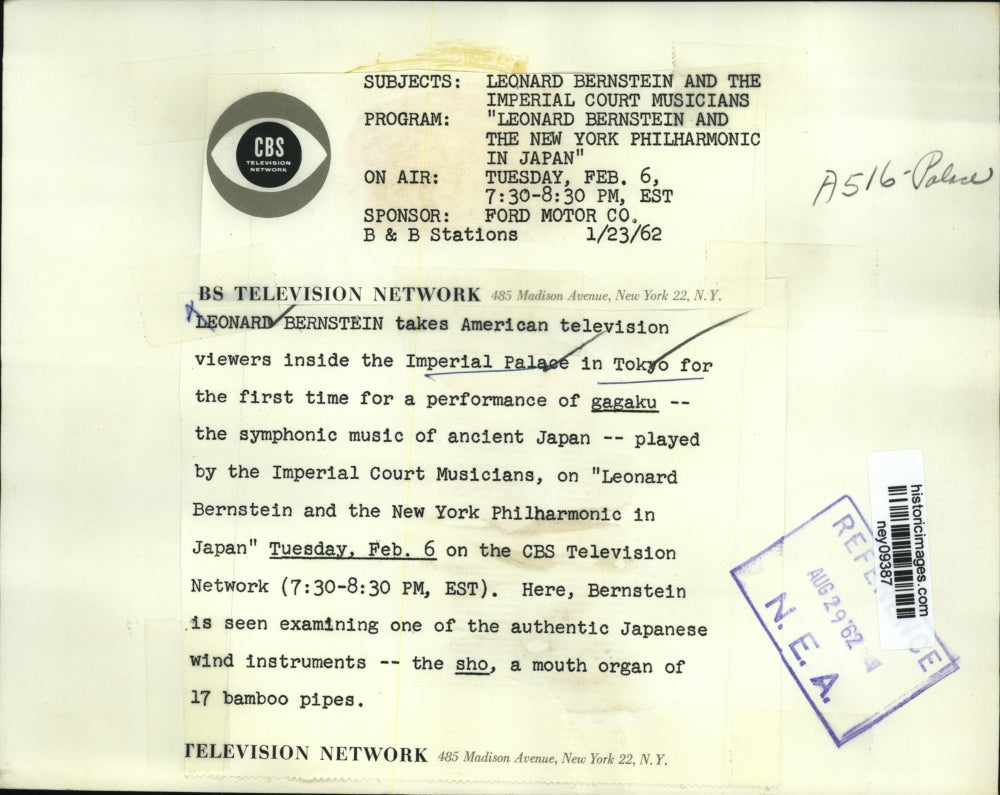 SUBJECTS: LEONARD BERNSTEIN AND THE
IMPERIAL COURT MUSICIANS
PROGRAM: "LEONARD BERNSTEIN AND
THE NEW YORK PHILHARMONIC
IN JAPAN"
ON AIR: TUESDAY, FEB. 6,
7:30-8:30 PM, EST
SPONSOR: FORD MOTOR CO.
B & B Stations 1/23/62
CBS
TELEVISION
NETWORK
A516-Palace
BS TELEVISION NETWORK 485 Madison Avenue, New York 22, N.Y.
LEONARD BERNSTEIN takes American television
viewers inside the Imperial Palace in Tokyo for
the first time for a performance of gagaku --
the symphonic music of ancient Japan -- played
by the Imperial Court Musicians, on "Leonard
Bernstein and the New York Philharmonic in
Japan" Tuesday, Feb. 6 on the CBS Television
Network (7:30-8:30 PM, EST). Here, Bernstein
is seen examining one of the authentic Japanese
wind instruments -- the sho, a mouth organ of
17 bamboo pipes.
TELEVISION NETWORK 485 Madison Avenue, New York 22, N.Y.
historicimages.com
ney09387
AUG 29 '62
N. E. A.